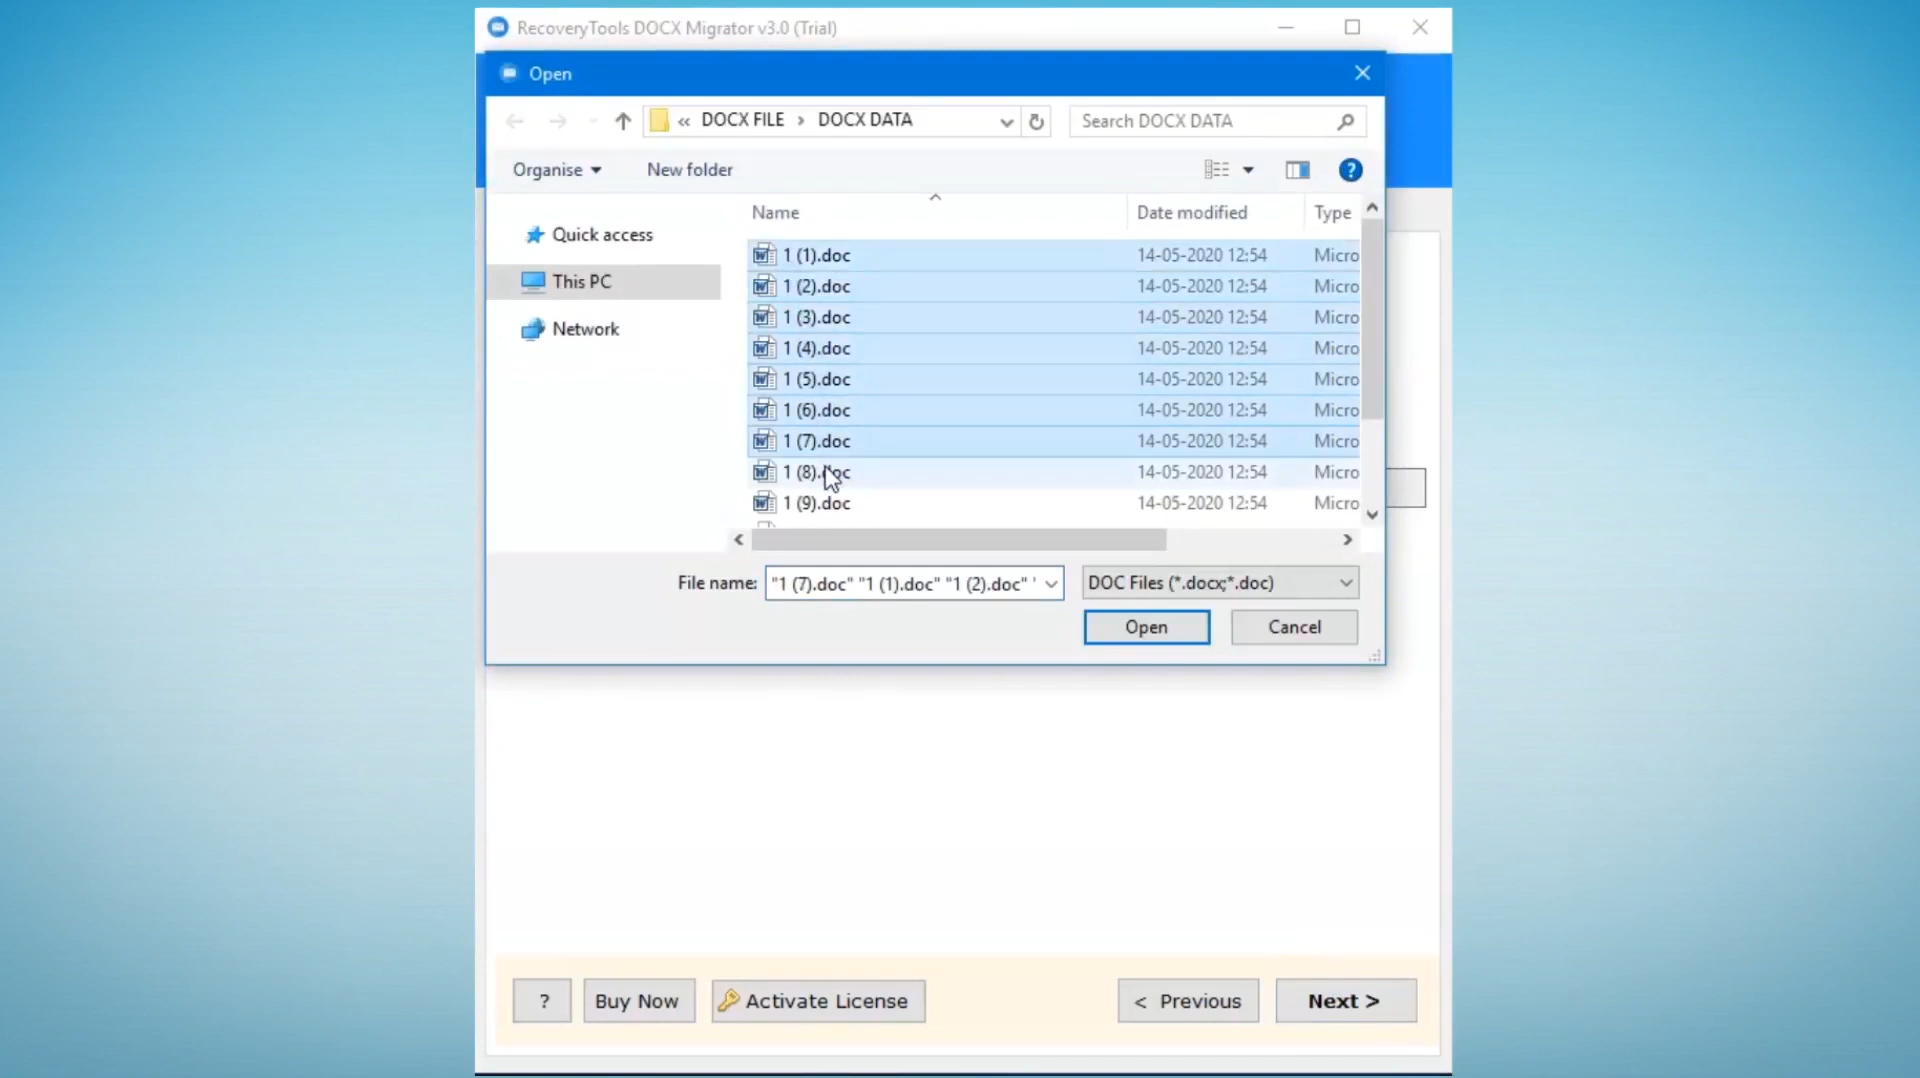 RecoveryTools DOCX Migrator v3.0 (Trial)
Open
« DOCX FILE › DOCX DATA
Search DOCX DATA
Organise
New folder
?
Name
Date modified
Type
Quick access
This PC
Network
1 (1).doc 14-05-2020 12:54 Micro
1 (2).doc 14-05-2020 12:54 Micro
1 (3).doc 14-05-2020 12:54 Micro
1 (4).doc 14-05-2020 12:54 Micro
1 (5).doc 14-05-2020 12:54 Micro
1 (6).doc 14-05-2020 12:54 Micro
1 (7).doc 14-05-2020 12:54 Micro
1 (8).doc 14-05-2020 12:54 Micro
1 (9).doc 14-05-2020 12:54 Micro
File name: "1 (7).doc" "1 (1).doc" "1 (2).doc" "
DOC Files (*.docx;*.doc)
Open
Cancel
?
Buy Now
Activate License
< Previous
Next >